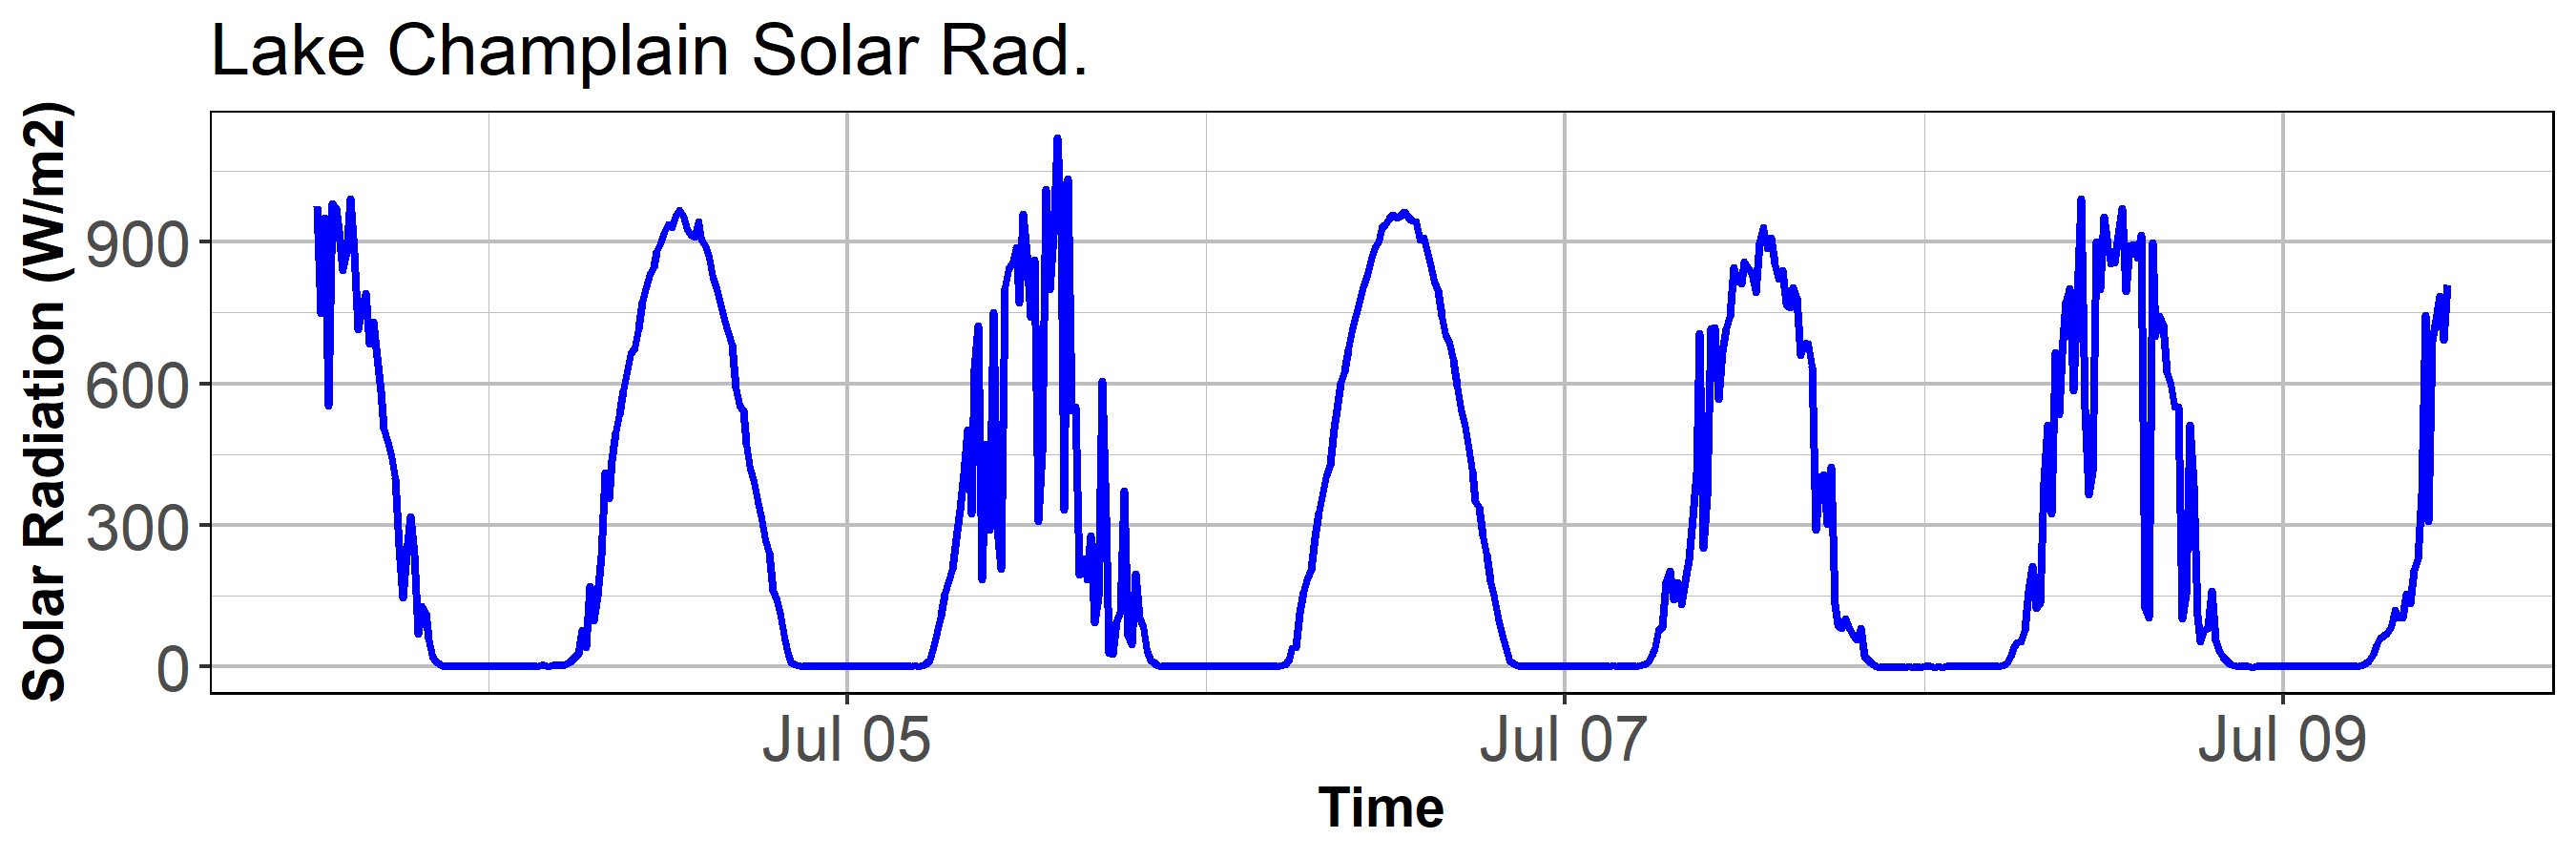 Lake Champlain Solar Rad.
Solar Radiation (W/m2)
900
600
300
0
Jul 05
Jul 07
Jul 09
Time